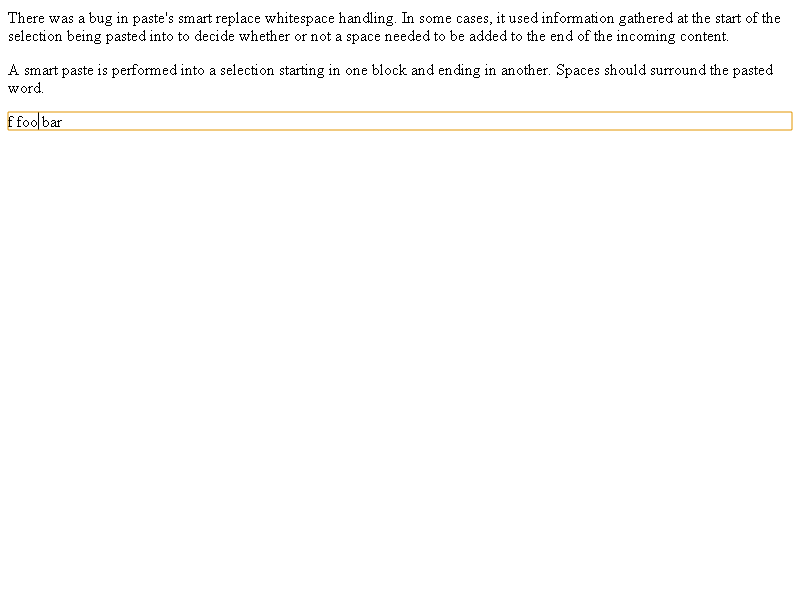 There was a bug in paste's smart replace whitespace handling. In some cases, it used information gathered at the start of the
selection being pasted into to decide whether or not a space needed to be added to the end of the incoming content.
A smart paste is performed into a selection starting in one block and ending in another. Spaces should surround the pasted
word.
f foo bar